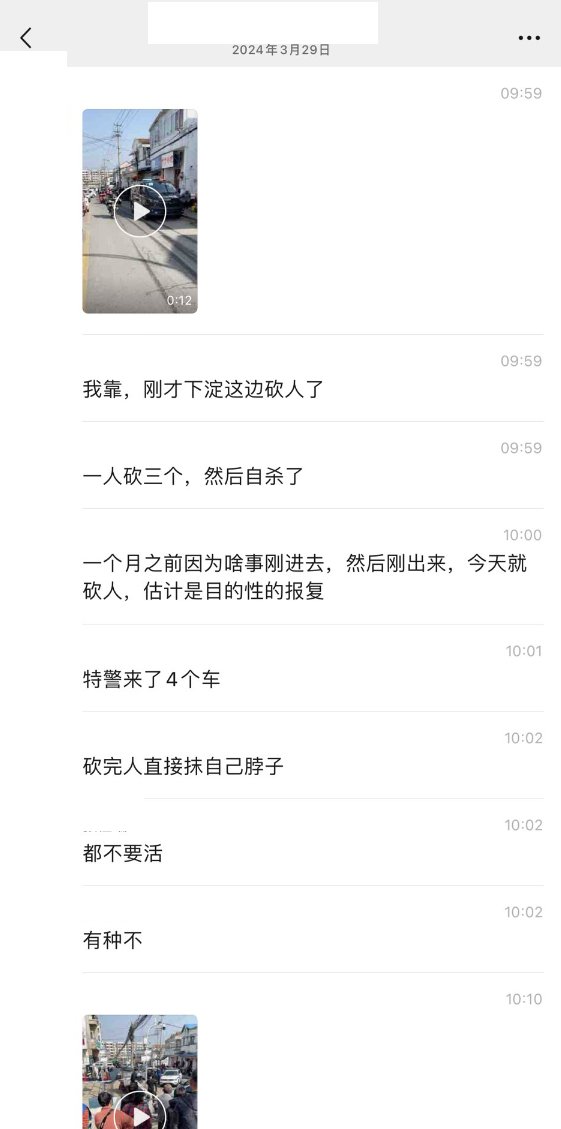 2024年3月29日
09:59
0:12
09:59
我靠，刚才下淀这边砍人了
09:59
一人砍三个，然后自杀了
10:00
一个月之前因为啥事刚进去，然后刚出来，今天就
砍人，估计是目的性的报复
10:01
特警来了4个车
10:02
砍完人直接抹自己脖子
10:02
都不要活
10:02
有种不
10:10